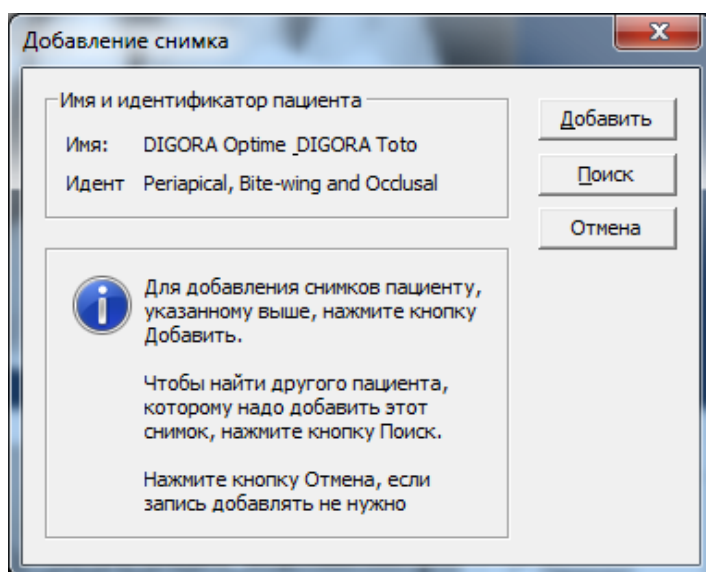 Добавление снимка
Имя и идентификатор пациента
Имя: DIGORA Optime _DIGORA Toto
Идент Periapical, Bite-wing and Occlusal
Добавить
Поиск
Отмена
Для добавления снимков пациенту,
указанному выше, нажмите кнопку
Добавить.
Чтобы найти другого пациента,
которому надо добавить этот
снимок, нажмите кнопку Поиск.
Нажмите кнопку Отмена, если
запись добавлять не нужно